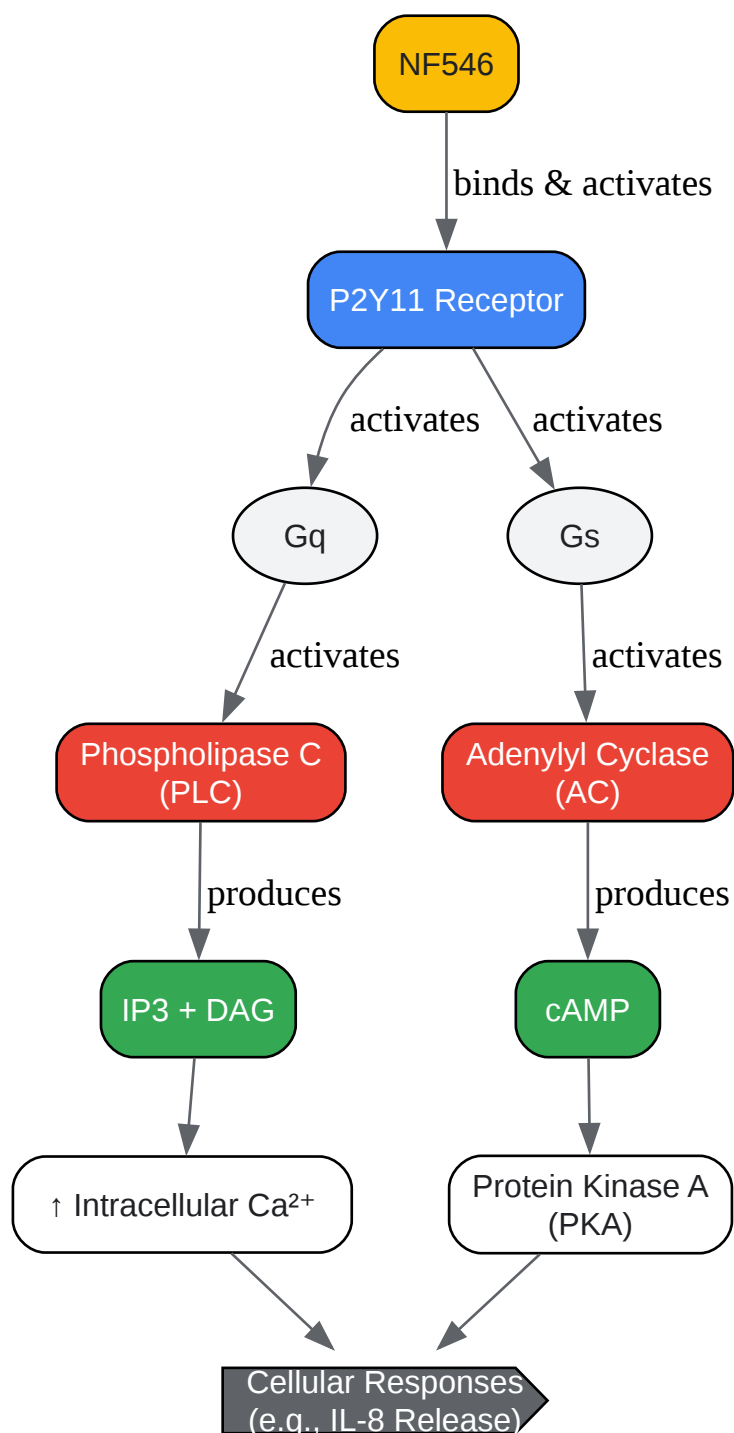 NF546
binds & activates
P2Y11 Receptor
activates
activates
Gq
Gs
activates
activates
Phospholipase C
(PLC)
Adenylyl Cyclase
(AC)
produces
produces
IP3 + DAG
cAMP
↑ Intracellular Ca²⁺
Protein Kinase A
(PKA)
Cellular Responses
(e.g., IL-8 Release)